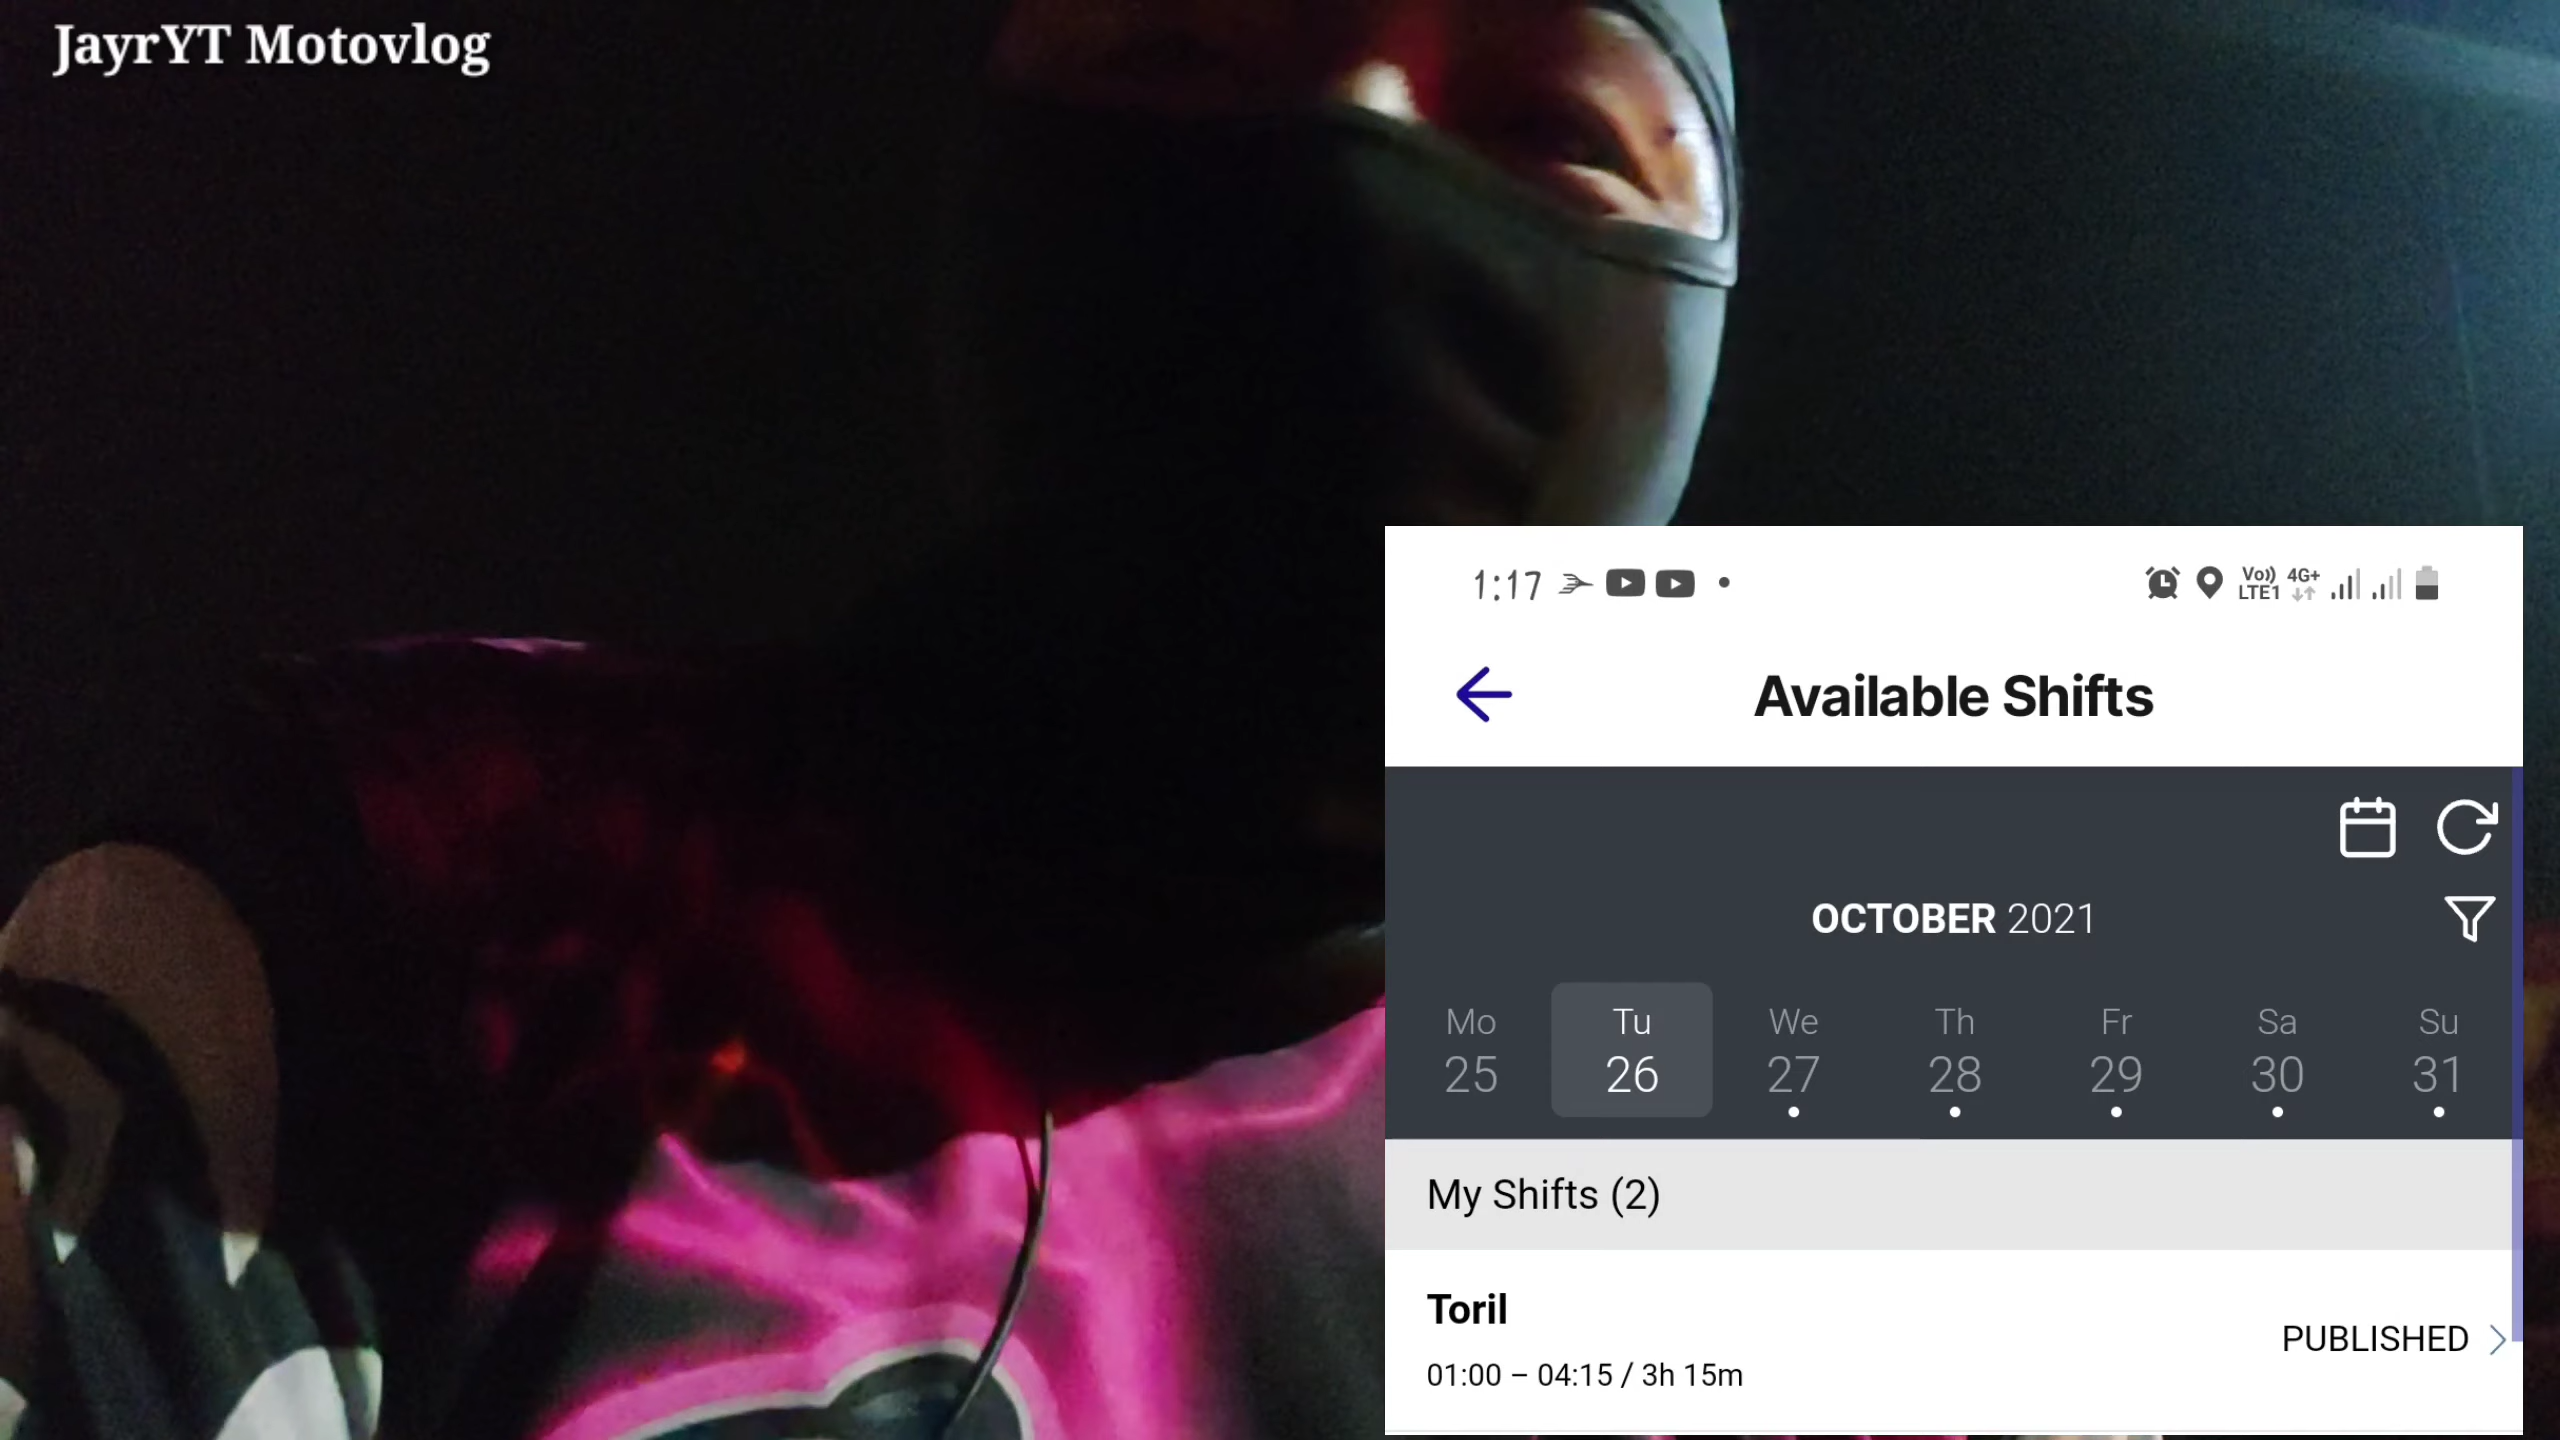 JayrYT Motovlog
1:17
Vo)) 4G+
LTE1
Available Shifts
OCTOBER 2021
Mo Tu We Th Fr Sa Su
25 26 27 28 29 30 31
My Shifts (2)
Toril
PUBLISHED
01:00 – 04:15 / 3h 15m